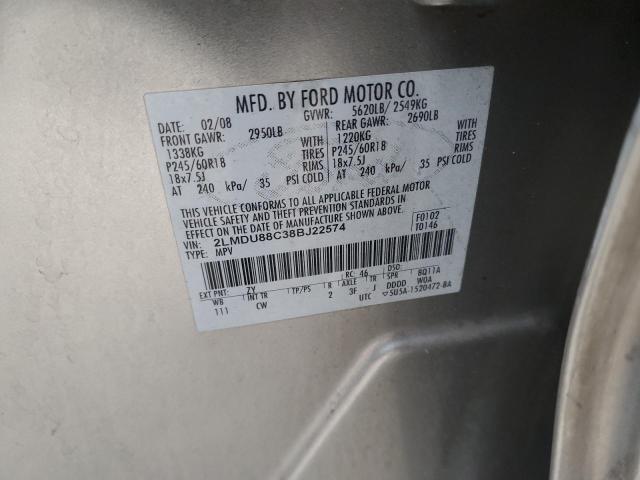 MFD. BY FORD MOTOR CO.
DATE: 02/08 GVWR: 5620LB/ 2549KG
FRONT GAWR: 2950LB REAR GAWR: 2690LB
1338KG WITH 1220KG WITH
P245/60R18 TIRES P245/60R18 TIRES
18x7.5J RIMS 18x7.5J RIMS
AT 240 kPa/ 35 PSI COLD AT 240 kPa/ 35 PSI COLD
THIS VEHICLE CONFORMS TO ALL APPLICABLE FEDERAL MOTOR
VEHICLE SAFETY AND THEFT PREVENTION STANDARDS IN
EFFECT ON THE DATE OF MANUFACTURE SHOWN ABOVE.
VIN: 2LMDU88C38BJ22574 F0102
TYPE: MPV T0146
EXT PNT: ZY RC: 46 DSO:
WB INT TR TP/PS R AXLE TR SPR 8Q11A
111 CW 2 3F J DDDD W0A
UTC 5U5A-1520472-BA